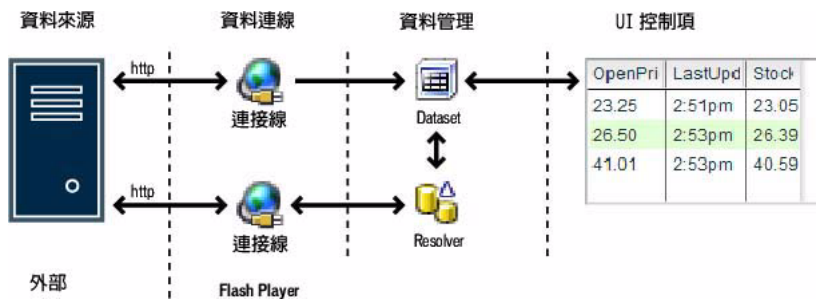 資料來源
資料連線
資料管理
UI 控制項
http
連接線
Dataset
OpenPri LastUpd Stock
23.25 2:51pm 23.05
26.50 2:53pm 26.39
41.01 2:53pm 40.59
http
連接線
Resolver
外部
Flash Player